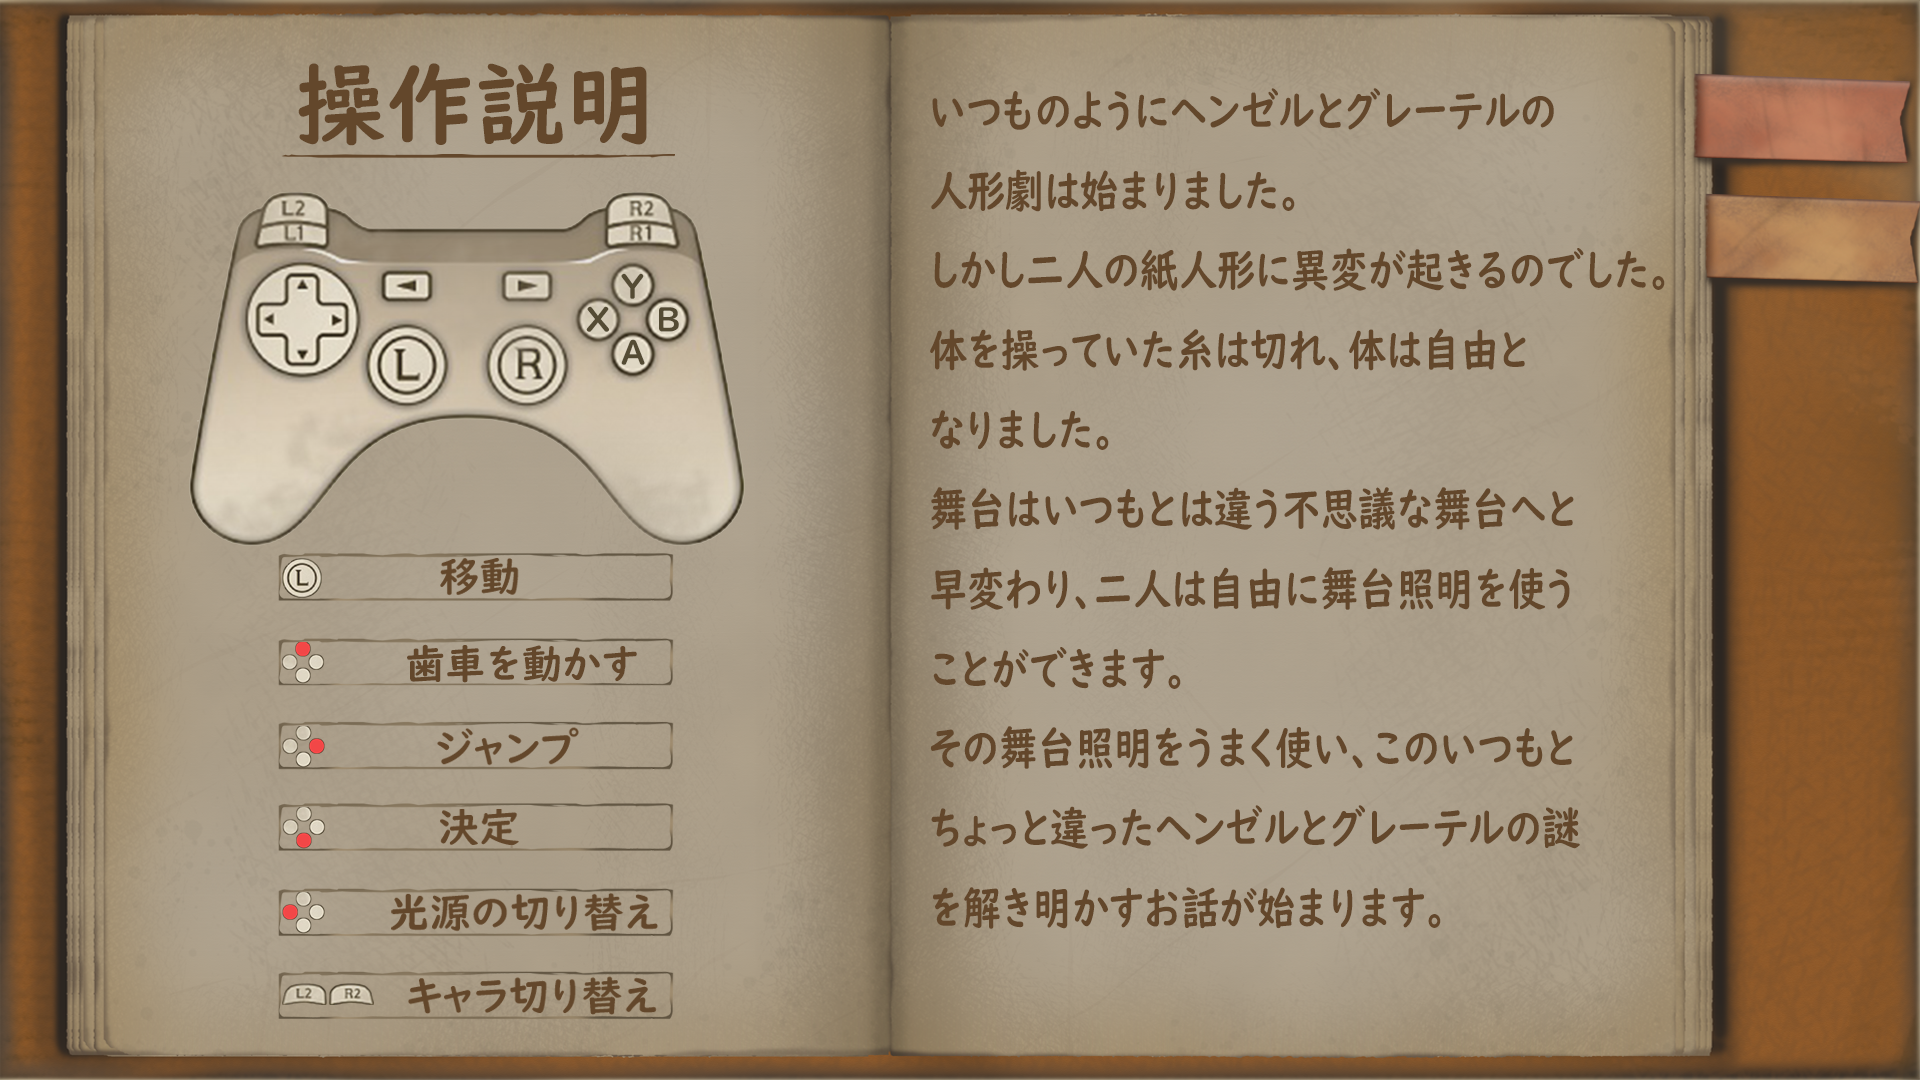 操作説明
L2
R2
L1
R1
Y
X
B
A
L
R
L
移動
歯車を動かす
ジャンプ
決定
光源の切り替え
L2
R2
キャラ切り替え
いつものようにヘンゼルとグレーテルの
人形劇は始まりました。
しかし二人の紙人形に異変が起きるのでした。
体を操っていた糸は切れ、体は自由と
なりました。
舞台はいつもとは違う不思議な舞台へと
早変わり、二人は自由に舞台照明を使う
ことができます。
その舞台照明をうまく使い、このいつもと
ちょっと違ったヘンゼルとグレーテルの謎
を解き明かすお話が始まります。